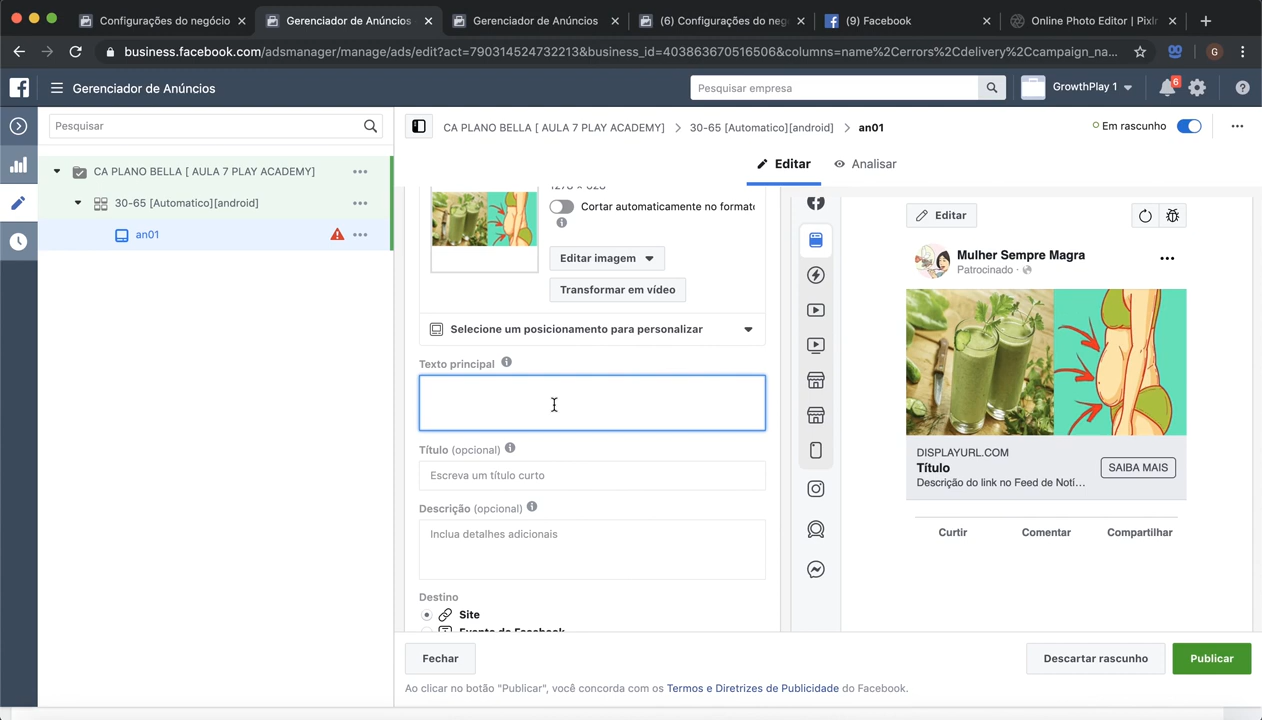 Configurações do negócio
Gerenciador de Anúncios
Gerenciador de Anúncios
(6) Configurações do neg
(9) Facebook
Online Photo Editor | Pixlr
business.facebook.com/adsmanager/manage/ads/edit?act=790314524732213&business_id=403863670516506&columns=name%2Cerrors%2Cdelivery%2Ccampaign_na...
G
Gerenciador de Anúncios
Pesquisar empresa
GrowthPlay 1
6
Pesquisar
CA PLANO BELLA [ AULA 7 PLAY ACADEMY]
30-65 [Automatico][android]
an01
CA PLANO BELLA [ AULA 7 PLAY ACADEMY] > 30-65 [Automatico][android] > an01
Em rascunho
Editar
Analisar
Cortar automaticamente no formato
Editar imagem
Transformar em vídeo
Selecione um posicionamento para personalizar
Texto principal
Título (opcional)
Escreva um título curto
Descrição (opcional)
Inclua detalhes adicionais
Destino
Site
Editar
Mulher Sempre Magra
Patrocinado ·
DISPLAYURL.COM
Título
Descrição do link no Feed de Notí...
SAIBA MAIS
Curtir
Comentar
Compartilhar
Fechar
Descartar rascunho
Publicar
Ao clicar no botão "Publicar", você concorda com os Termos e Diretrizes de Publicidade do Facebook.